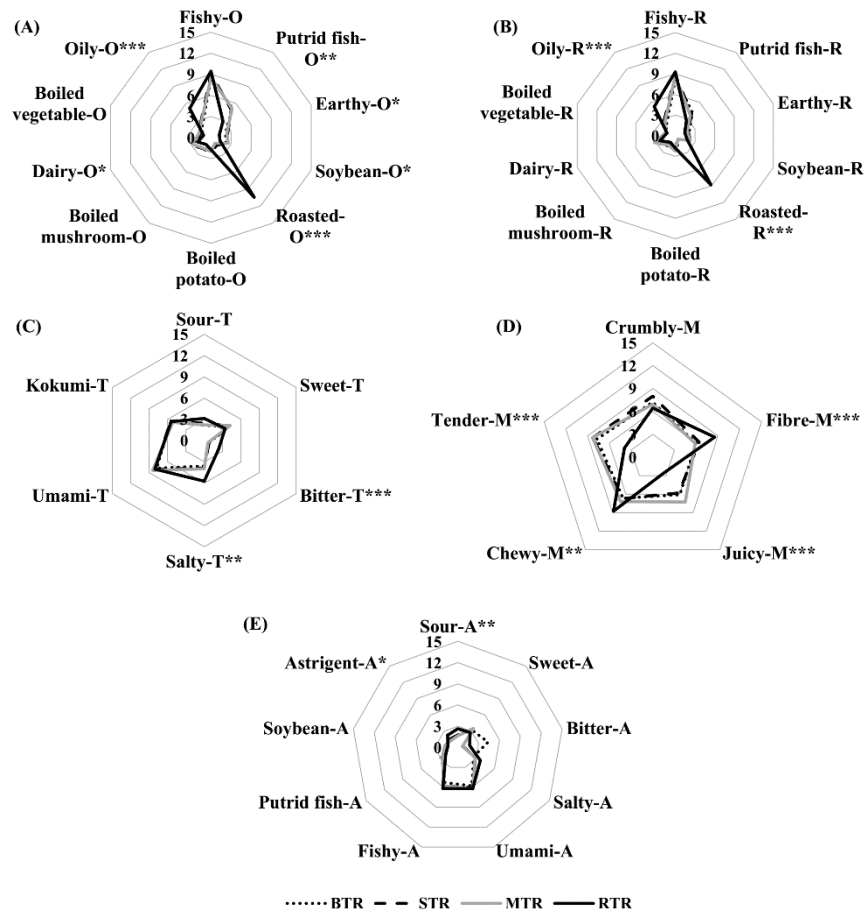 (A)
Fishy-O
15
12
9
6
3
0
Putrid fish-
O**
Earthy-O*
Soybean-O*
Roasted-
O***
Boiled
potato-O
Boiled
mushroom-O
Dairy-O*
Boiled
vegetable-O
Oily-O***
(B)
Fishy-R
15
12
9
6
3
0
Putrid fish-R
Earthy-R
Soybean-R
Roasted-
R***
Boiled
potato-R
Boiled
mushroom-R
Dairy-R
Boiled
vegetable-R
Oily-R***
(C)
Sour-T
15
12
9
6
3
0
Sweet-T
Bitter-T***
Salty-T**
Umami-T
Kokumi-T
(D)
Crumbly-M
15
12
9
6
3
0
Fibre-M***
Juicy-M***
Chewy-M**
Tender-M***
(E)
Sour-A**
15
12
9
6
3
0
Sweet-A
Bitter-A
Salty-A
Umami-A
Fishy-A
Putrid fish-A
Soybean-A
Astrigent-A*
BTR STR MTR RTR